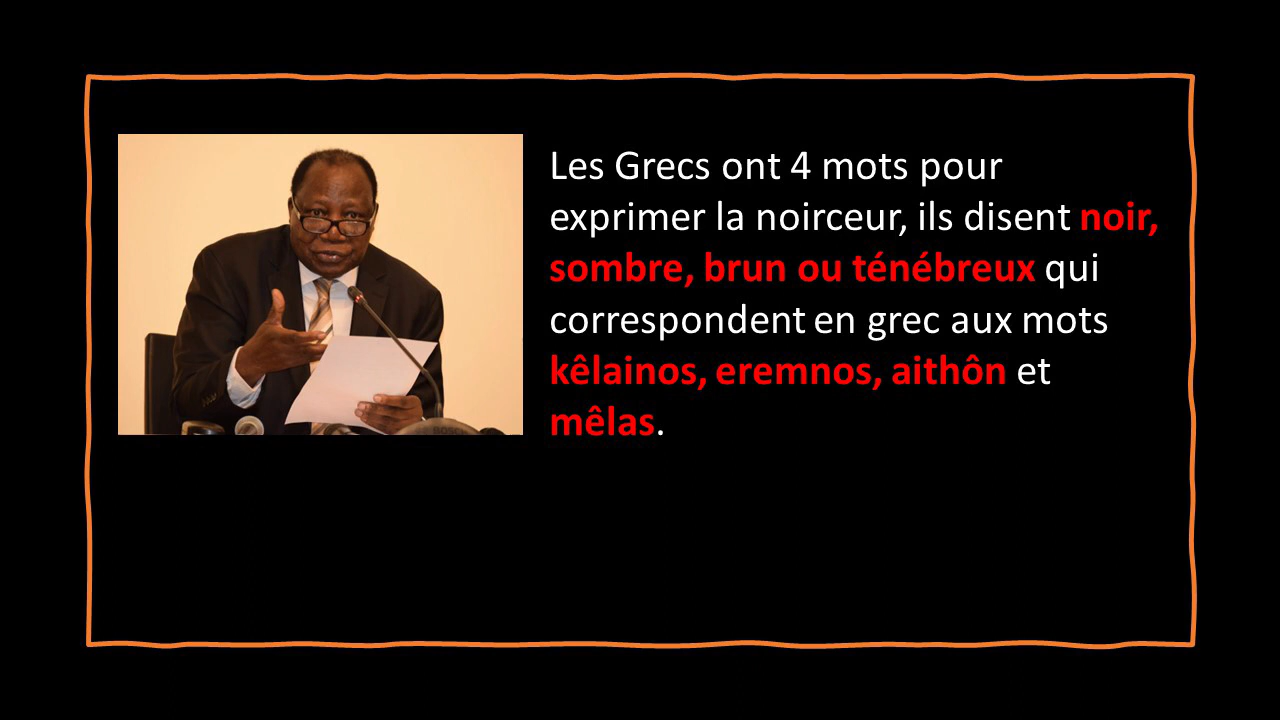 Les Grecs ont 4 mots pour
exprimer la noirceur, ils disent noir,
sombre, brun ou ténébreux qui
correspondent en grec aux mots
kêlainos, eremnos, aithôn et
mêlas.